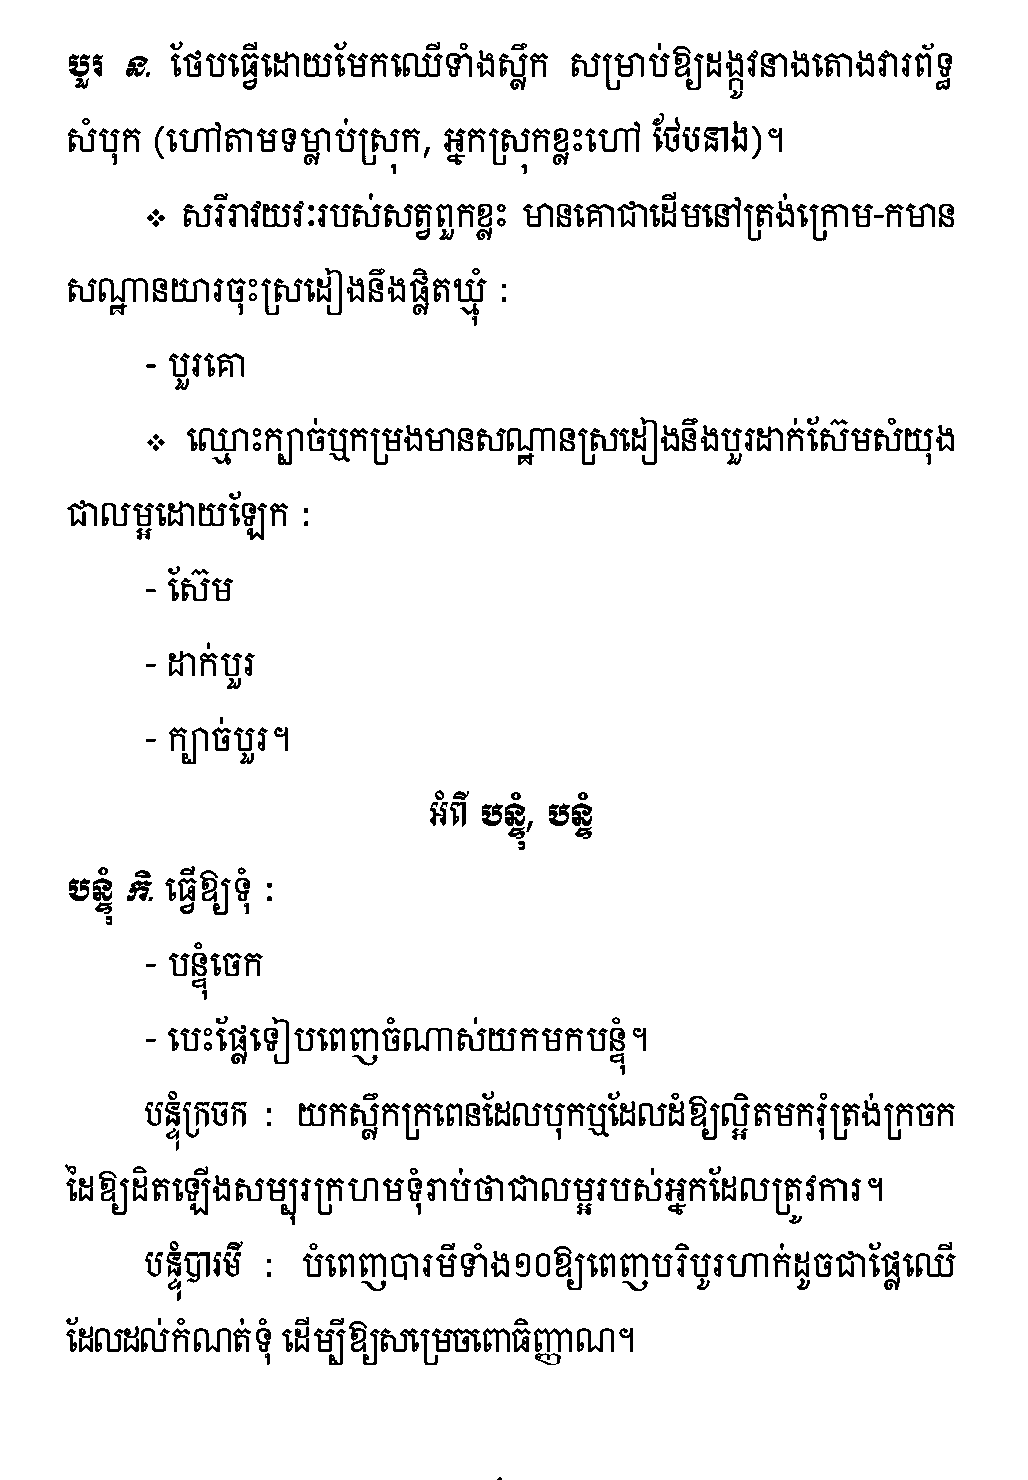 បួរ ន. ថែបធ្វើដោយមែកឈើទាំងស្លឹក សម្រាប់ឱ្យដង្កូវនាងតោងវារព័ទ្ធ
សំបុក (ហៅតាមទម្លាប់ស្រុក, អ្នកស្រុកខ្លះហៅ ថែបនាង)។
❖ សរីរាវយវៈរបស់សត្វពួកខ្លះ មានគោជាដើមនៅត្រង់ក្រោម-កមាន
សណ្ឋានយារចុះស្រដៀងនឹងផ្លិតឃ្មុំ :
- បួរគោ
❖ ឈ្មោះក្បាច់ឬកម្រងមានសណ្ឋានស្រដៀងនឹងបួរដាក់ស៊ែមសំយុង
ជាលម្អដោយឡែក :
- ស៊ែម
- ដាក់បួរ
- ក្បាច់បួរ។
អំពី បន្ទុំ, បន្ទំ
បន្ទុំ កិ. ធ្វើឱ្យទុំ :
- បន្ទុំចេក
- បេះផ្លែទៀបពេញចំណាស់យកមកបន្ទុំ។
បន្ទុំក្រចក : យកស្លឹកក្រពេនដែលបុកឬដែលដំឱ្យល្អិតមករុំត្រង់ក្រចក
ដៃឱ្យដិតឡើងសម្បុរក្រហមទុំរាប់ថាជាលម្អរបស់អ្នកដែលត្រូវការ។
បន្ទុំបារមី : បំពេញបារមីទាំង១០ឱ្យពេញបរិបូរហាក់ដូចជាផ្លែឈើ
ដែលដល់កំណត់ទុំ ដើម្បីឱ្យសម្រេចពោធិញ្ញាណ។